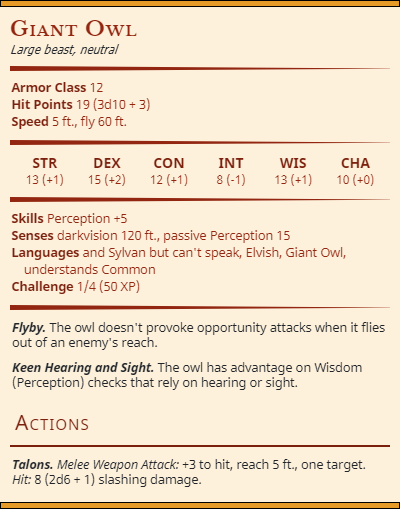 Giant Owl
Large beast, neutral
Armor Class 12
Hit Points 19 (3d10 + 3)
Speed 5 ft., fly 60 ft.
STR DEX CON INT WIS CHA
13 (+1) 15 (+2) 12 (+1) 8 (-1) 13 (+1) 10 (+0)
Skills Perception +5
Senses darkvision 120 ft., passive Perception 15
Languages and Sylvan but can't speak, Elvish, Giant Owl,
understands Common
Challenge 1/4 (50 XP)
Flyby. The owl doesn't provoke opportunity attacks when it flies
out of an enemy's reach.
Keen Hearing and Sight. The owl has advantage on Wisdom
(Perception) checks that rely on hearing or sight.
Actions
Talons. Melee Weapon Attack: +3 to hit, reach 5 ft., one target.
Hit: 8 (2d6 + 1) slashing damage.